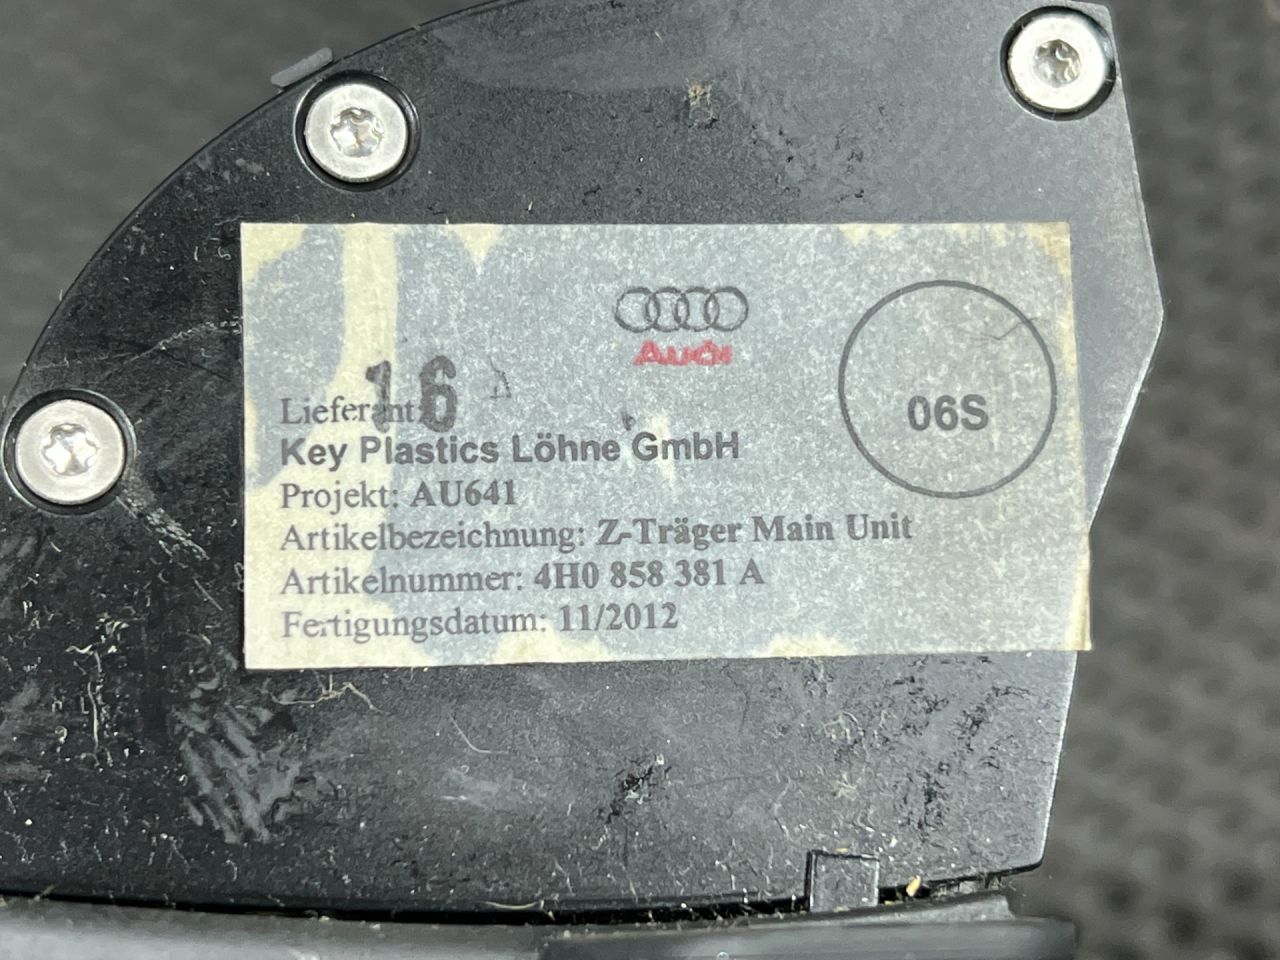 Audi
16
06S
Lieferant:
Key Plastics Löhne GmbH
Projekt: AU641
Artikelbezeichnung: Z-Träger Main Unit
Artikelnummer: 4H0 858 381 A
Fertigungsdatum: 11/2012